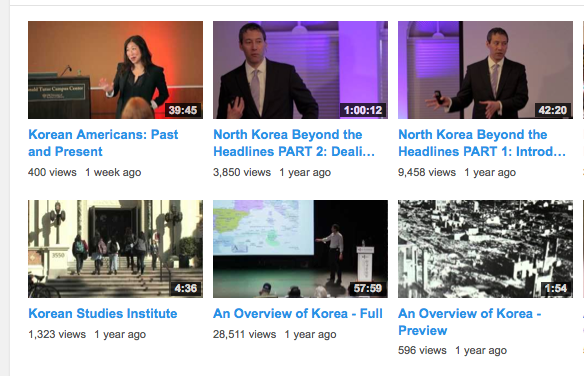 nald Tutor Campus Center
39:45
1:00:12
42:20
Korean Americans: Past
and Present
400 views 1 week ago
North Korea Beyond the
Headlines PART 2: Deali...
3,850 views 1 year ago
North Korea Beyond the
Headlines PART 1: Introd...
9,458 views 1 year ago
4:36
57:59
1:54
Korean Studies Institute
1,323 views 1 year ago
An Overview of Korea - Full
28,511 views 1 year ago
An Overview of Korea -
Preview
596 views 1 year ago